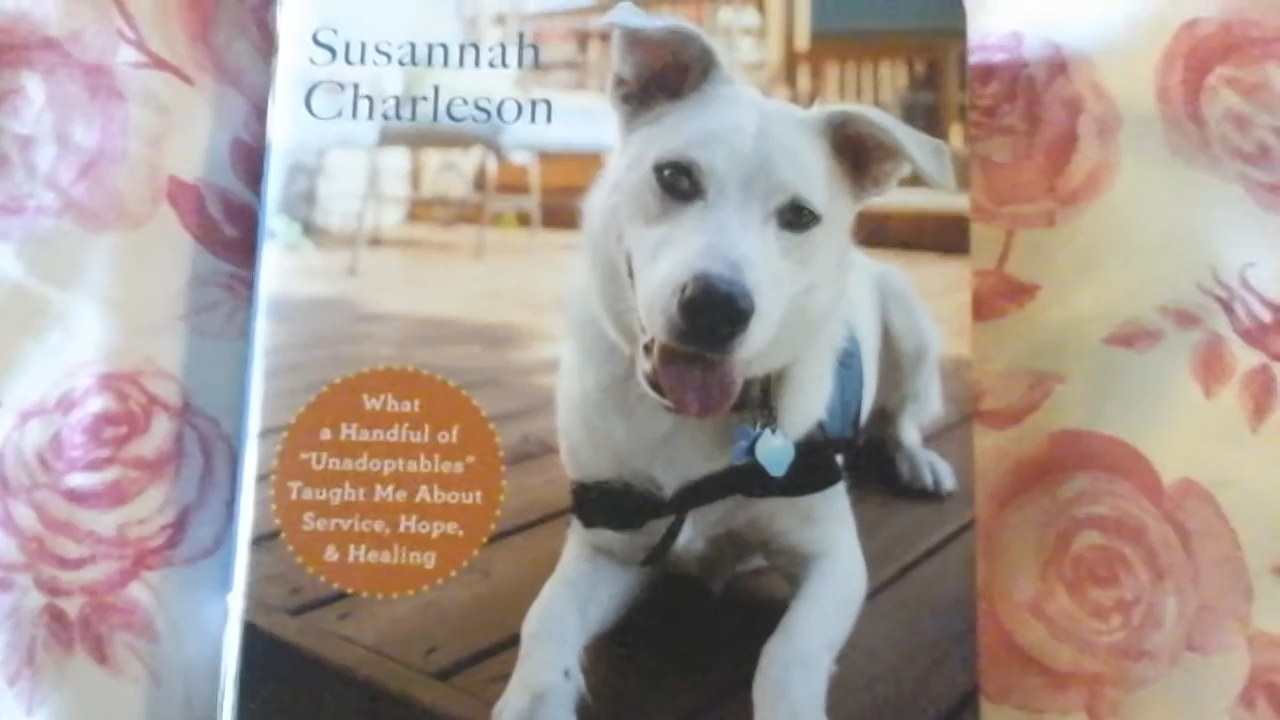 Susannah
Charleson
What
a Handful of
"Unadoptables"
Taught Me About
Service, Hope,
& Healing